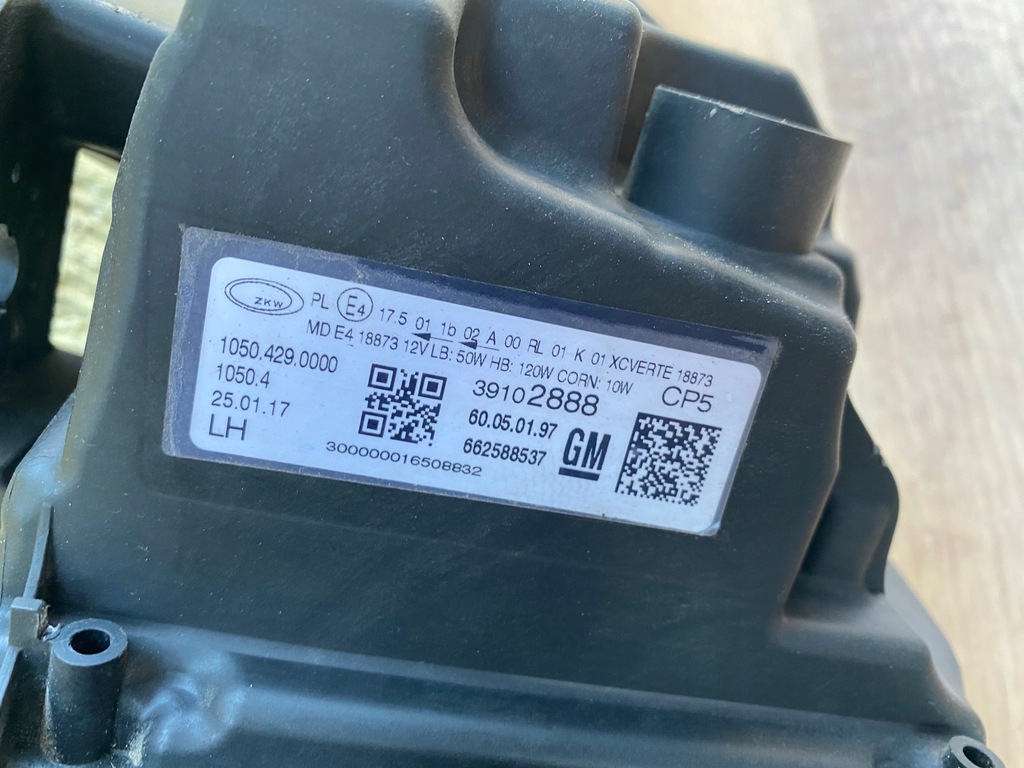 ZKW PL E4 17.5 01 1b 02 A 00 RL 01 K 01 XCVERTE 18873
MD E4 18873 12V LB: 50W HB: 120W CORN: 10W
1050.429.0000
1050.4
25.01.17
LH
300000016508832
39102888
CP5
60.05.01.97
662588537
GM